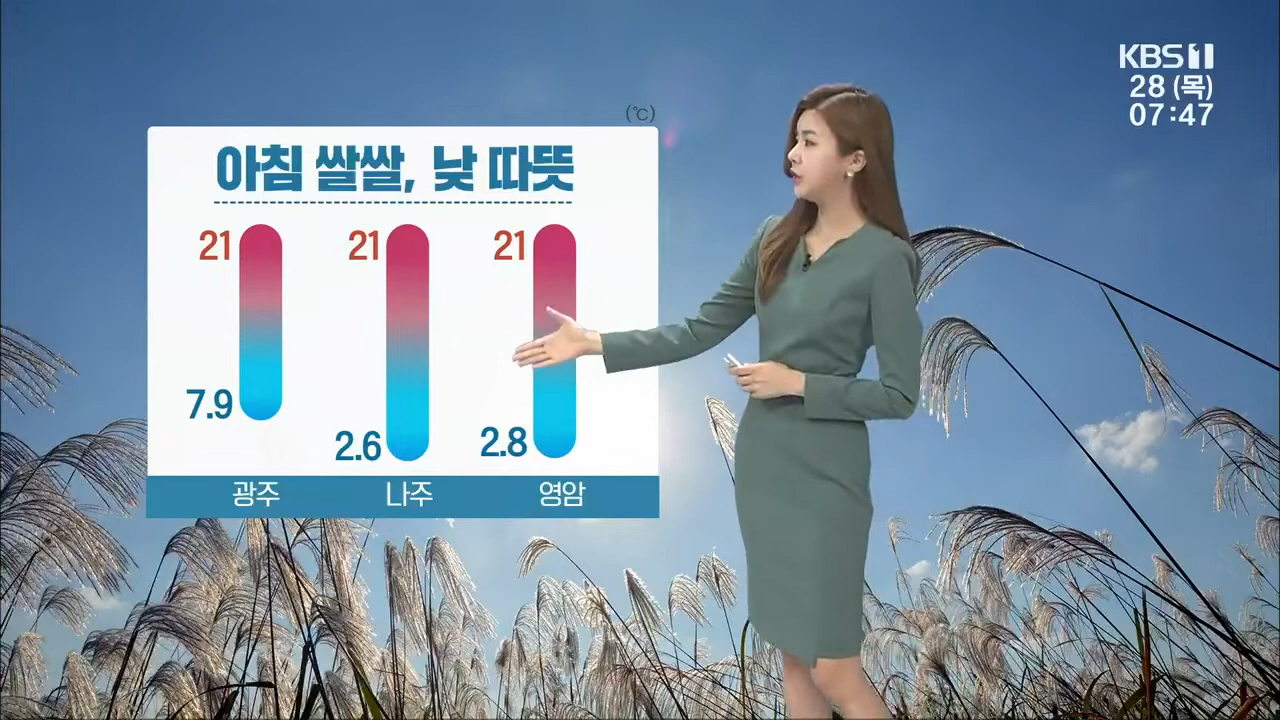 KBS 1
28 (목)
07:47
(℃)
아침 쌀쌀, 낮 따뜻
21 21 21
7.9 2.6 2.8
광주 나주 영암